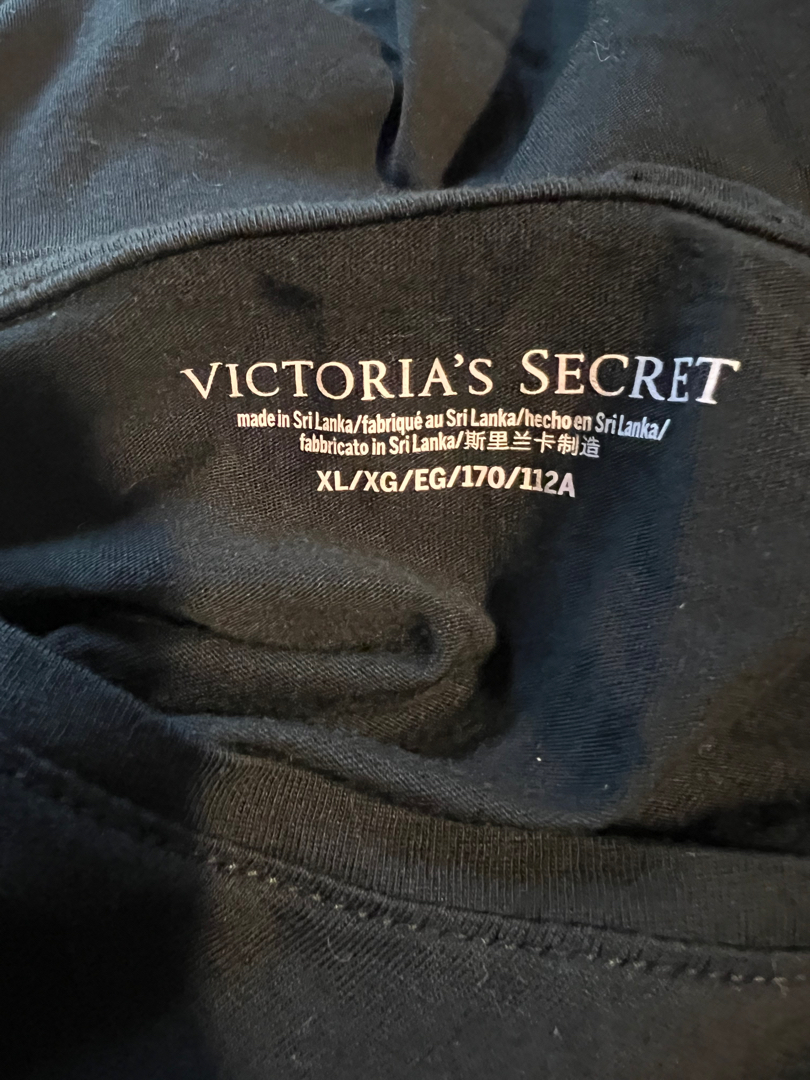 VICTORIA'S SECRET
made in Sri Lanka/fabriqué au Sri Lanka/hecho en Sri Lanka/
fabbricato in Sri Lanka/斯里兰卡制造
XL/XG/EG/170/112A